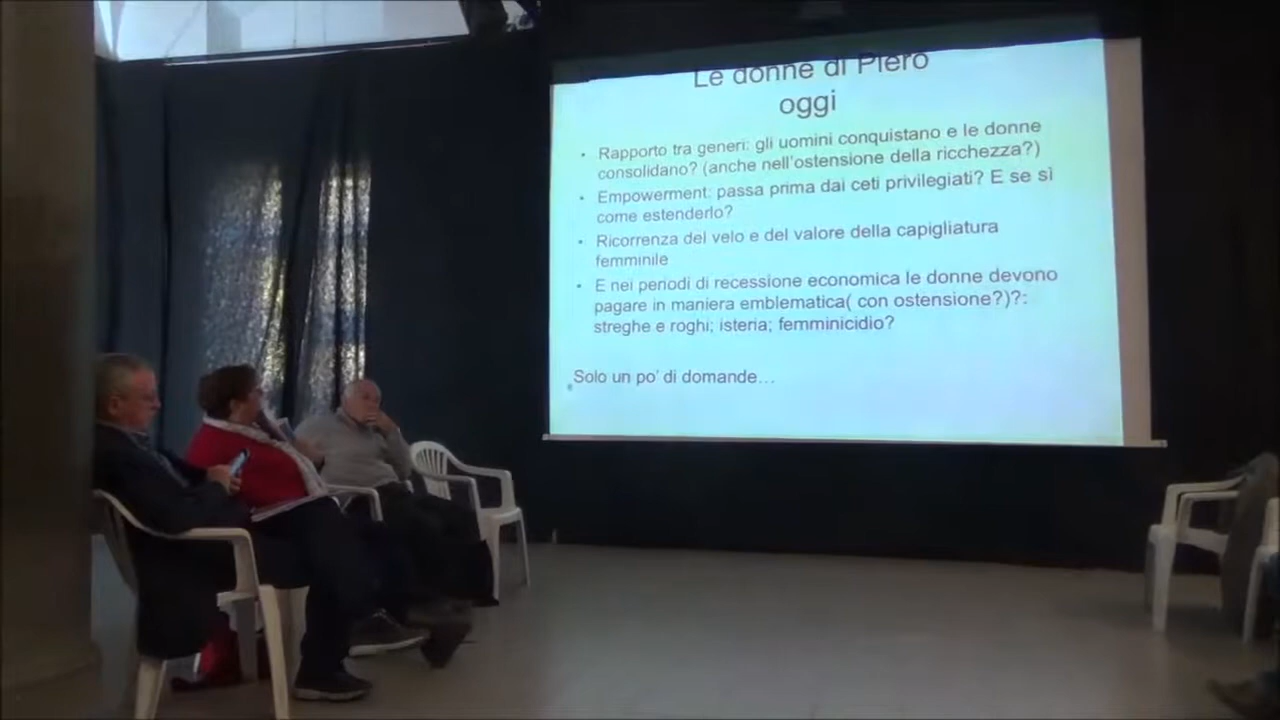 Le donne di Piero
oggi
• Rapporto tra generi: gli uomini conquistano e le donne
consolidano? (anche nell'ostensione della ricchezza?)
• Empowerment: passa prima dai ceti privilegiati? E se sì
come estenderlo?
• Ricorrenza del velo e del valore della capigliatura
femminile
• E nei periodi di recessione economica le donne devono
pagare in maniera emblematica( con ostensione?)?:
streghe e roghi; isteria; femminicidio?
Solo un po' di domande…